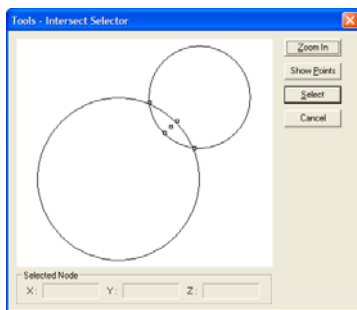 Tools - Intersect Selector
Zoom In
Show Points
Select
Cancel
Selected Node
X: Y: Z: